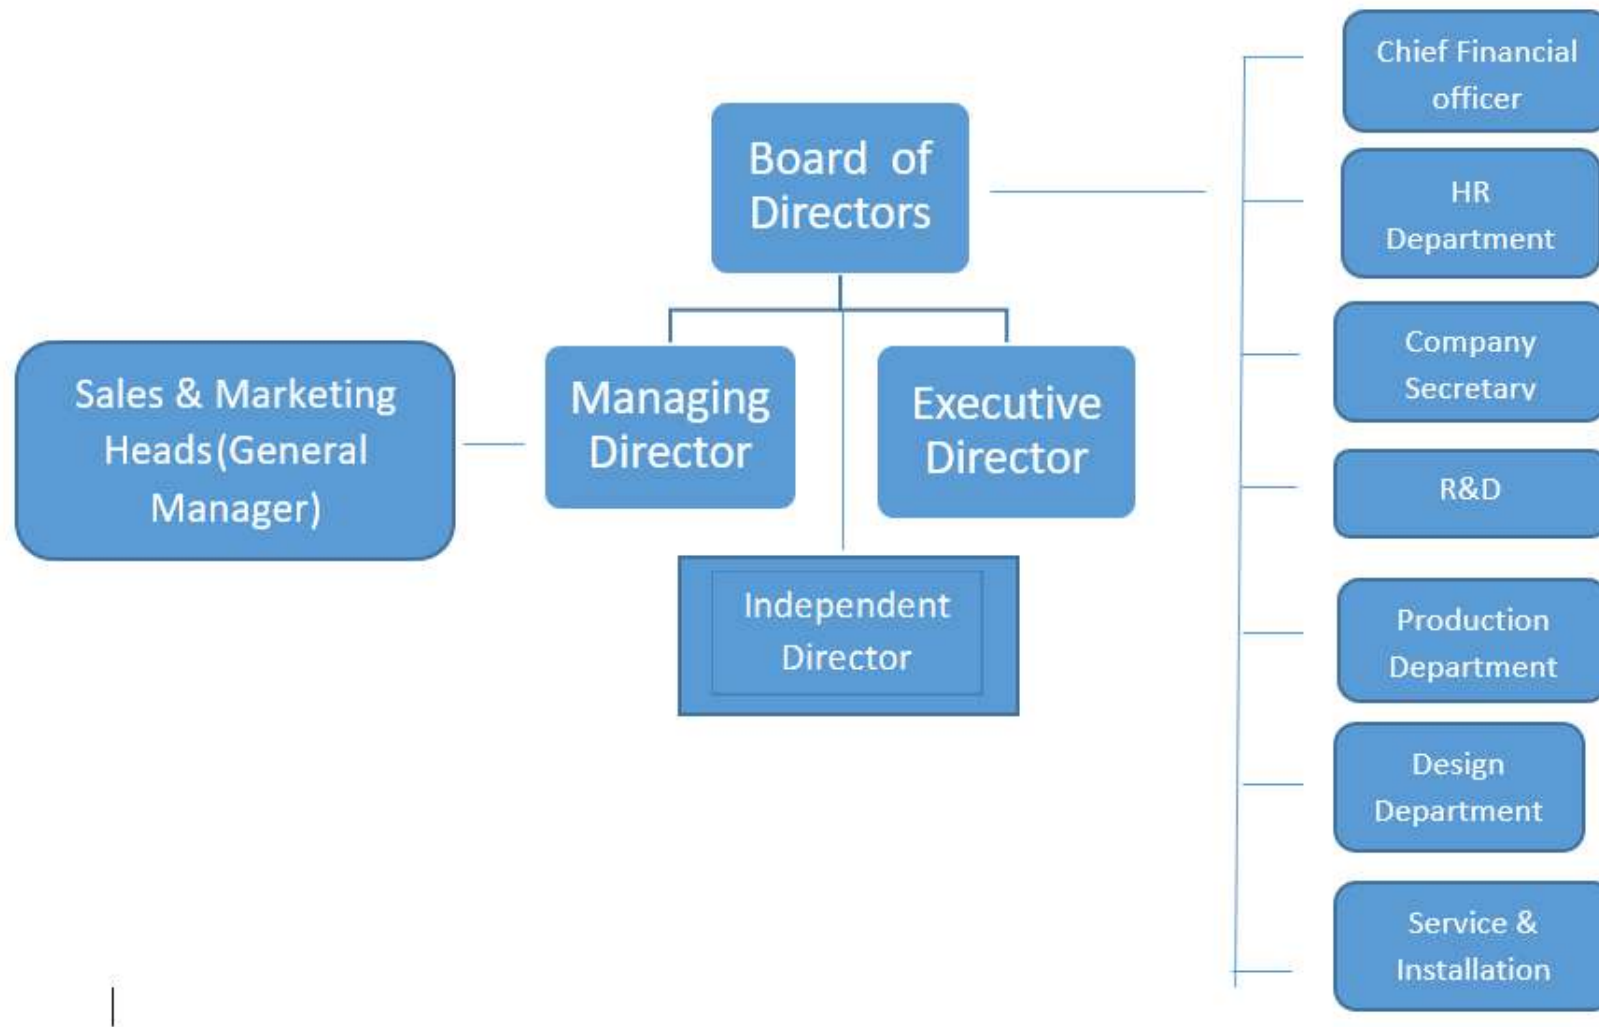 Chief Financial
officer
Board of
Directors
HR
Department
Company
Secretary
Sales & Marketing
Heads(General
Manager)
Managing
Director
Executive
Director
R&D
Independent
Director
Production
Department
Design
Department
Service &
Installation